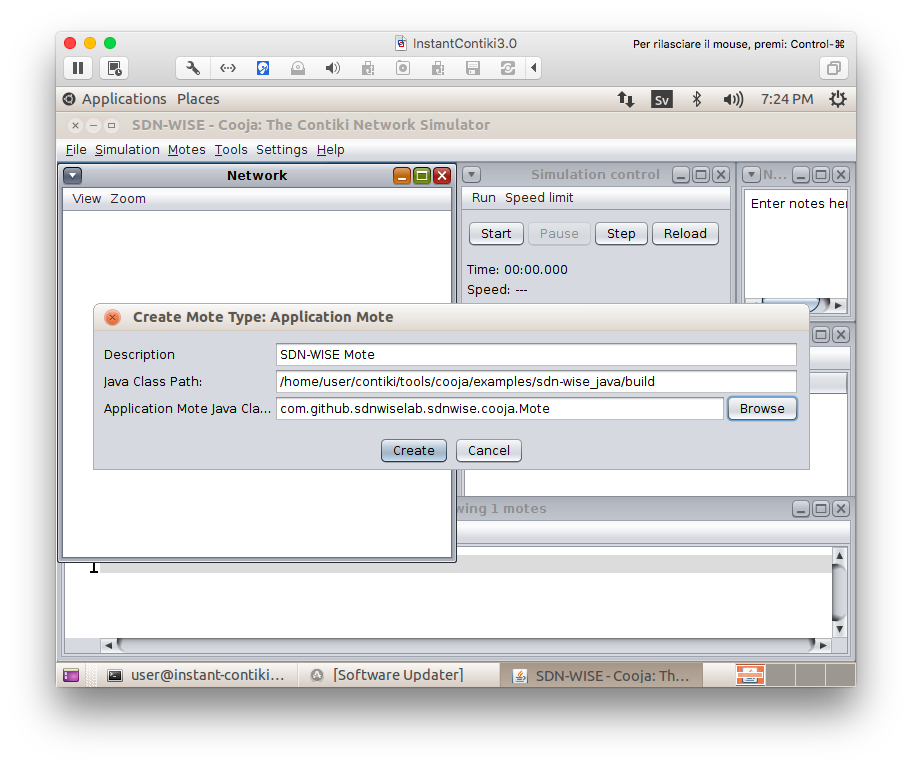 InstantContiki3.0
Per rilasciare il mouse, premi: Control-⌘
Applications Places
Sv
7:24 PM
SDN-WISE - Cooja: The Contiki Network Simulator
File Simulation Motes Tools Settings Help
Network
View Zoom
Simulation control
Run Speed limit
Start Pause Step Reload
Time: 00:00.000
Speed: ---
N...
Enter notes her
Create Mote Type: Application Mote
Description SDN-WISE Mote
Java Class Path: /home/user/contiki/tools/cooja/examples/sdn-wise_java/build
Application Mote Java Cla... com.github.sdnwiselab.sdnwise.cooja.Mote Browse
Create Cancel
wing 1 motes
user@instant-contiki...
[Software Updater]
SDN-WISE - Cooja: Th...